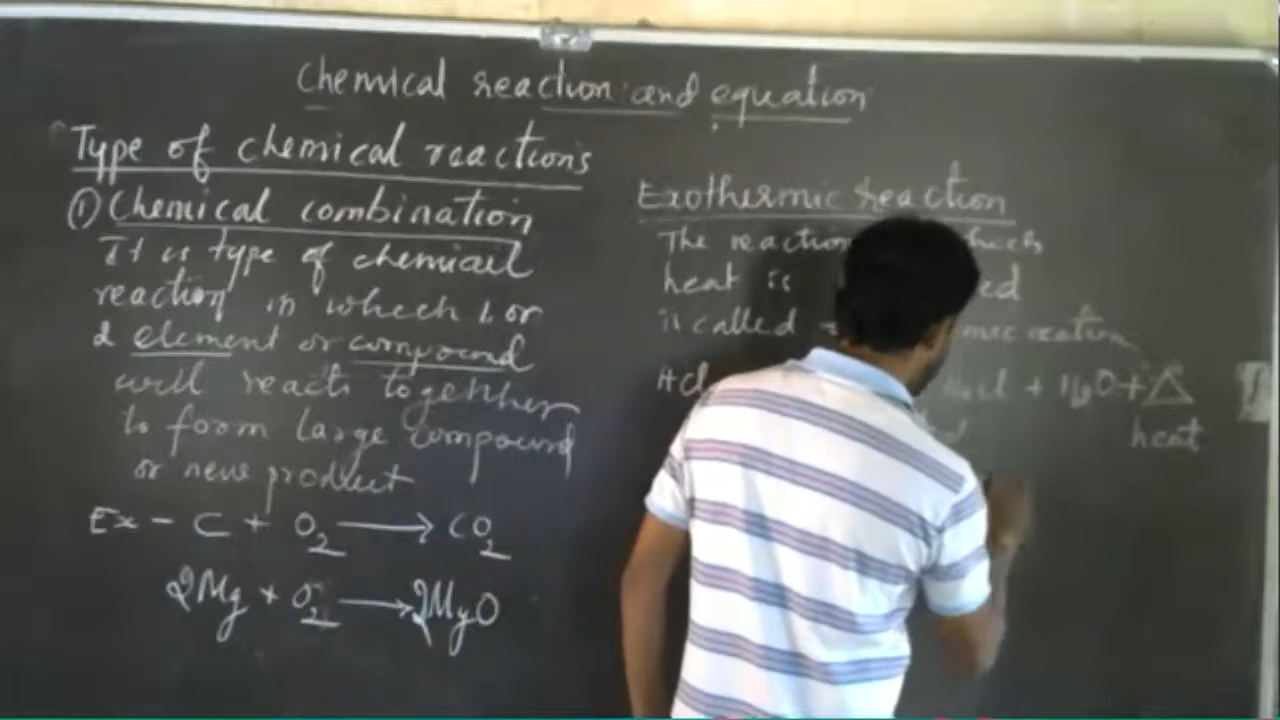 Chemical reaction and equation
Type of chemical reactions
① Chemical combination
It is type of chemical
reaction in which 1 or
2 element or compound
will reacts together
to form large compound
or new product
Ex - C + O₂ → CO₂
2Mg + O₂ → 2MgO
Exothermic reaction
The reaction
heat is
is called
HCl + H₂O + Δ
heat